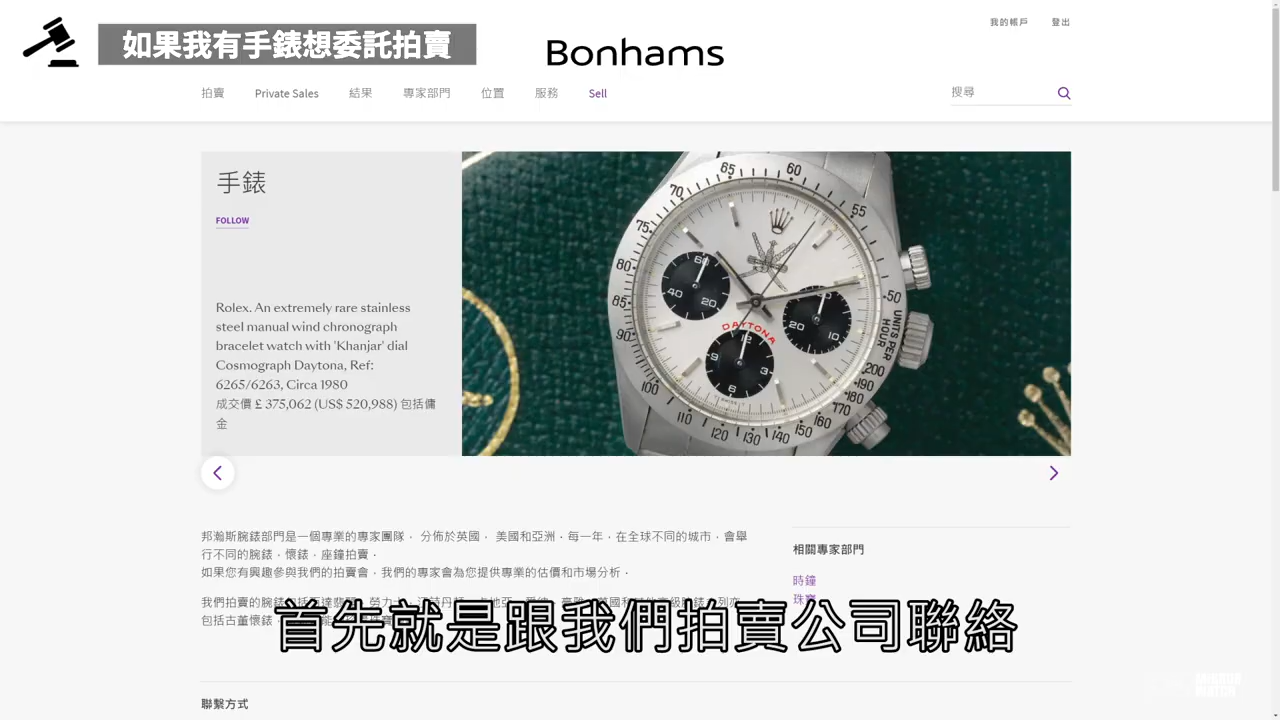 如果我有手錶想委託拍賣
Bonhams
我的帳戶 登出
拍賣 Private Sales 結果 專家部門 位置 服務 Sell 搜尋
手錶
FOLLOW
Rolex. An extremely rare stainless
steel manual wind chronograph
bracelet watch with 'Khanjar' dial
Cosmograph Daytona, Ref:
6265/6263, Circa 1980
成交價 £ 375,062 (US$ 520,988) 包括傭
金
DAYTONA
UNITS PER
HOUR
邦瀚斯腕錶部門是一個專業的專家團隊， 分佈於英國， 美國和亞洲．每一年，在全球不同的城市，會舉
行不同的腕錶，懷錶，座鐘拍賣．
如果您有興趣參與我們的拍賣會，我們的專家會為您提供專業的估價和市場分析．
相關專家部門
時鐘
我們拍賣的腕錶
包括古董懷錶
首先就是跟我們拍賣公司聯絡
聯繫方式
MIRROR
WATCH